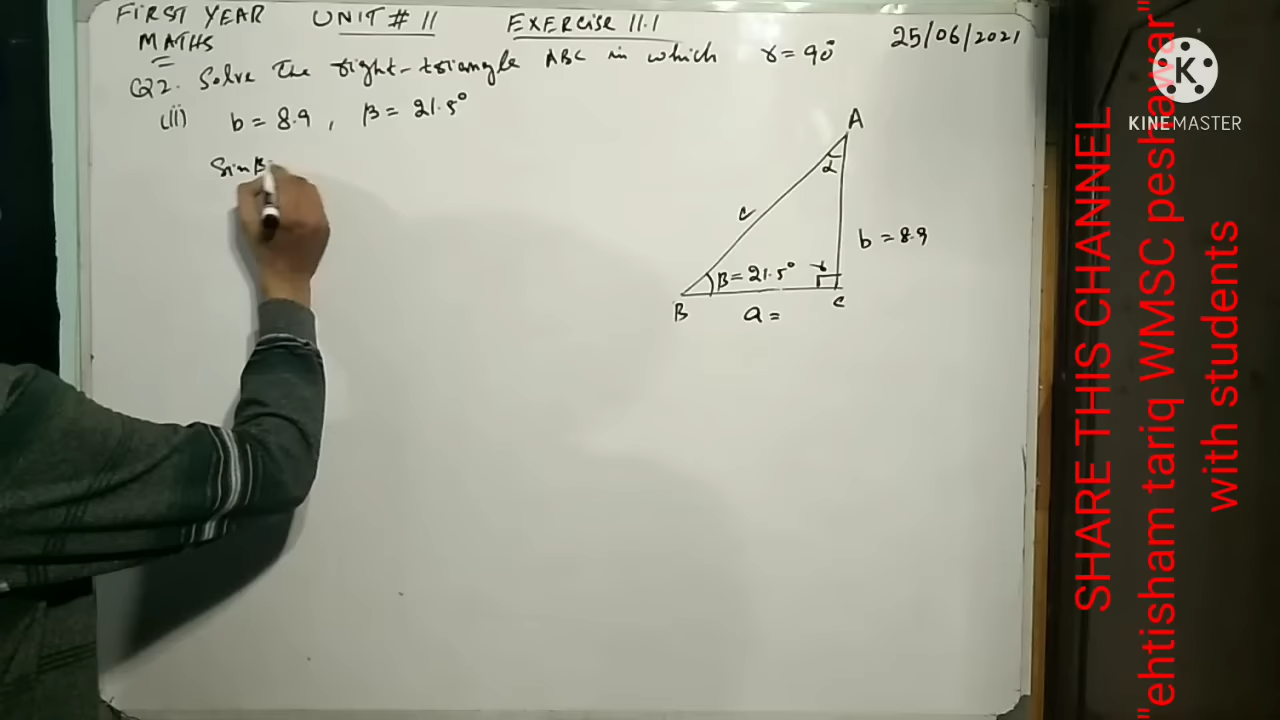 FIRST YEAR UNIT # 11 EXERCISE 11.1 25/06/2021
MATHS
Q2. Solve the right-triangle ABC in which γ = 90°
(ii) b = 8.9 , β = 21.5°
Sin β
A
α
c
b = 8.9
β = 21.5° γ
B a = C
K
KINEMASTER
SHARE THIS CHANNEL
"ehtisham tariq WMSC peshawar"
with students